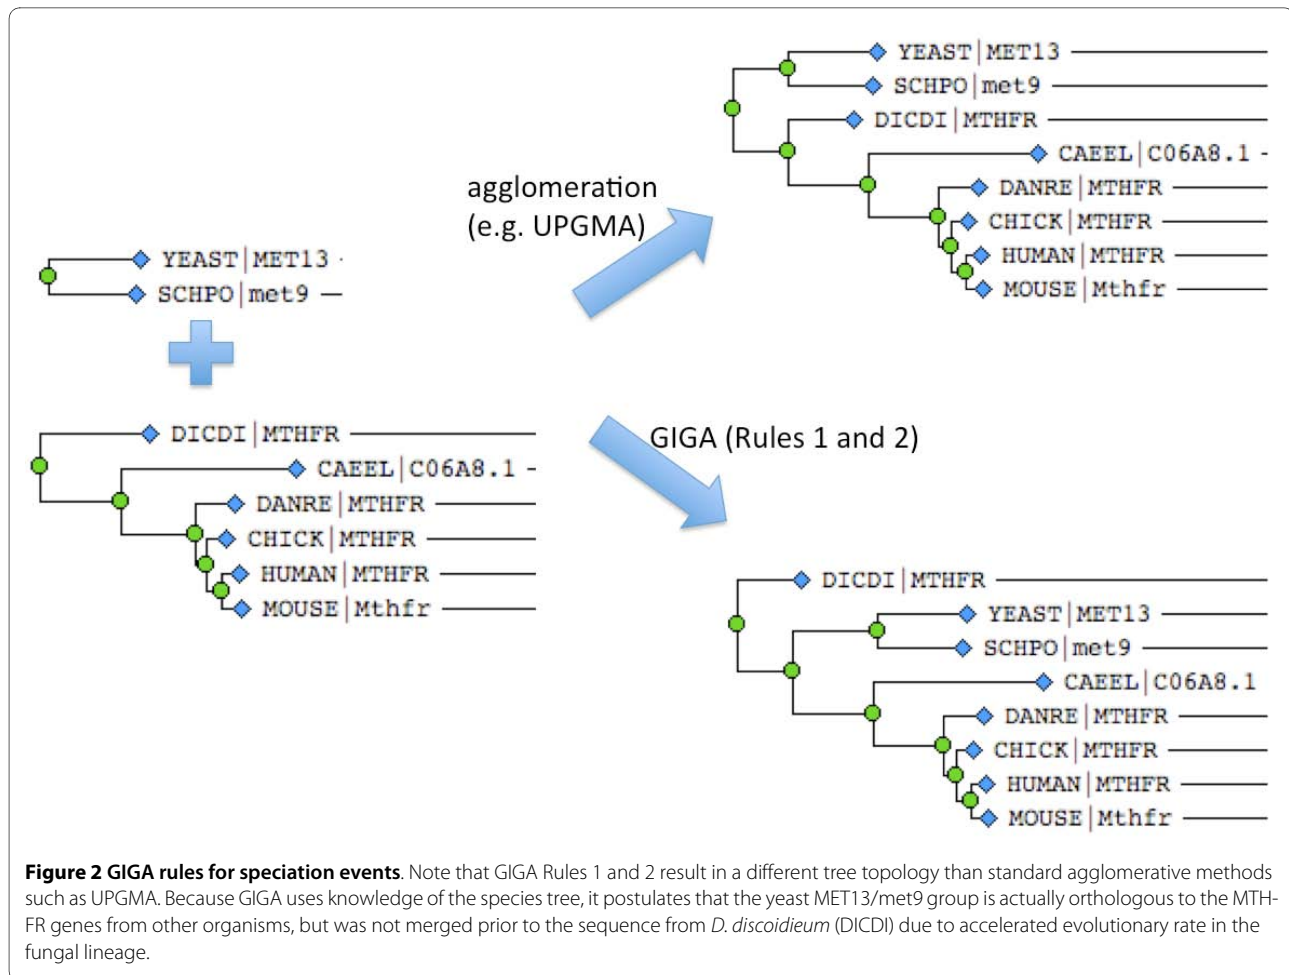 YEAST|MET13
SCHPO|met9
DICDI|MTHFR
CAEEL|C06A8.1
DANRE|MTHFR
CHICK|MTHFR
HUMAN|MTHFR
MOUSE|Mthfr
agglomeration
(e.g. UPGMA)
YEAST|MET13
SCHPO|met9
DICDI|MTHFR
CAEEL|C06A8.1
DANRE|MTHFR
CHICK|MTHFR
HUMAN|MTHFR
MOUSE|Mthfr
GIGA (Rules 1 and 2)
DICDI|MTHFR
YEAST|MET13
SCHPO|met9
CAEEL|C06A8.1
DANRE|MTHFR
CHICK|MTHFR
HUMAN|MTHFR
MOUSE|Mthfr
Figure 2 GIGA rules for speciation events. Note that GIGA Rules 1 and 2 result in a different tree topology than standard agglomerative methods
such as UPGMA. Because GIGA uses knowledge of the species tree, it postulates that the yeast MET13/met9 group is actually orthologous to the MTH-
FR genes from other organisms, but was not merged prior to the sequence from D. discoidieum (DICDI) due to accelerated evolutionary rate in the
fungal lineage.